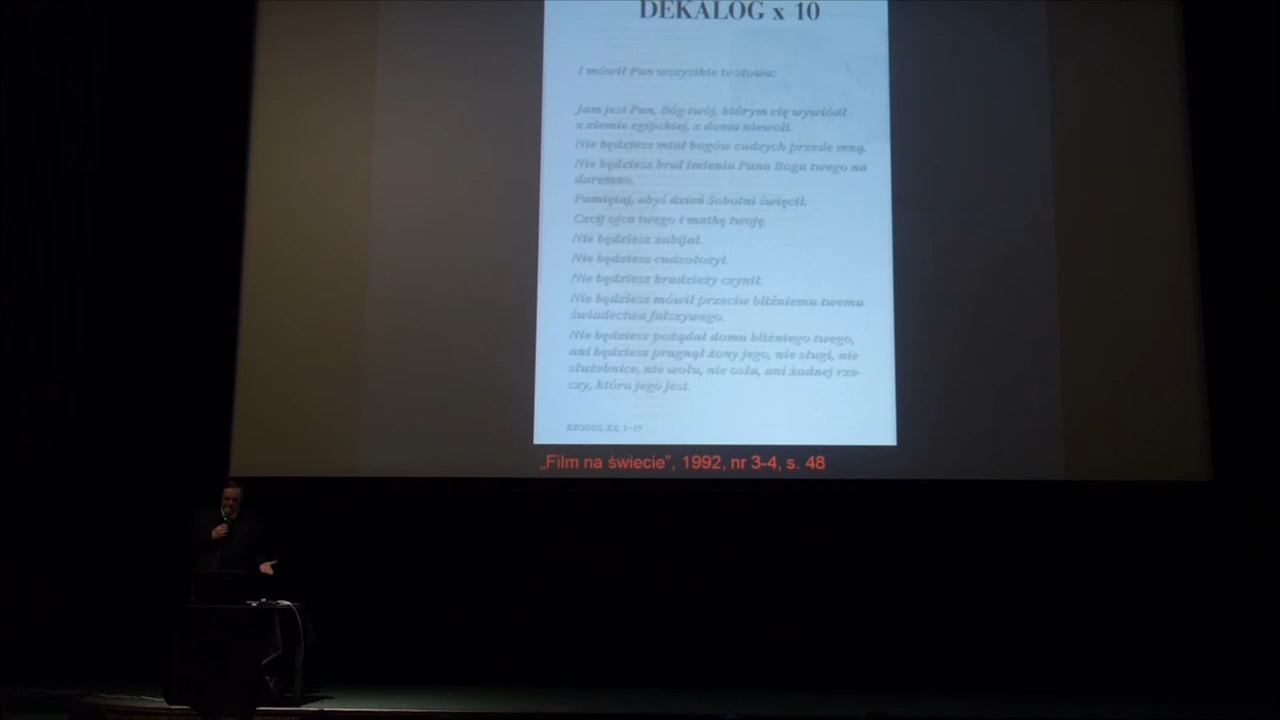 DEKALOG x 10
I mówił Pan wszystkie te słowa:
Jam jest Pan, Bóg twój, którym cię wywiódł
z ziemie egipskiej, z domu niewoli.
Nie będziesz miał bogów cudzych przede mną.
Nie będziesz brał imienia Pana Boga twego na
daremno.
Pamiętaj, abyś dzień Sobotni święcił.
Czcij ojca twego i matkę twoję.
Nie będziesz zabijał.
Nie będziesz cudzołożył.
Nie będziesz kradzieży czynił.
Nie będziesz mówił przeciw bliźniemu twemu
świadectwa fałszywego.
Nie będziesz pożądał domu bliźniego twego,
ani będziesz pragnął żony jego, nie sługi, nie
służebnice, nie wołu, nie osła, ani żadnej rze-
czy, która jego jest.
EXODUS, XX, 1-17
„Film na świecie”, 1992, nr 3-4, s. 48